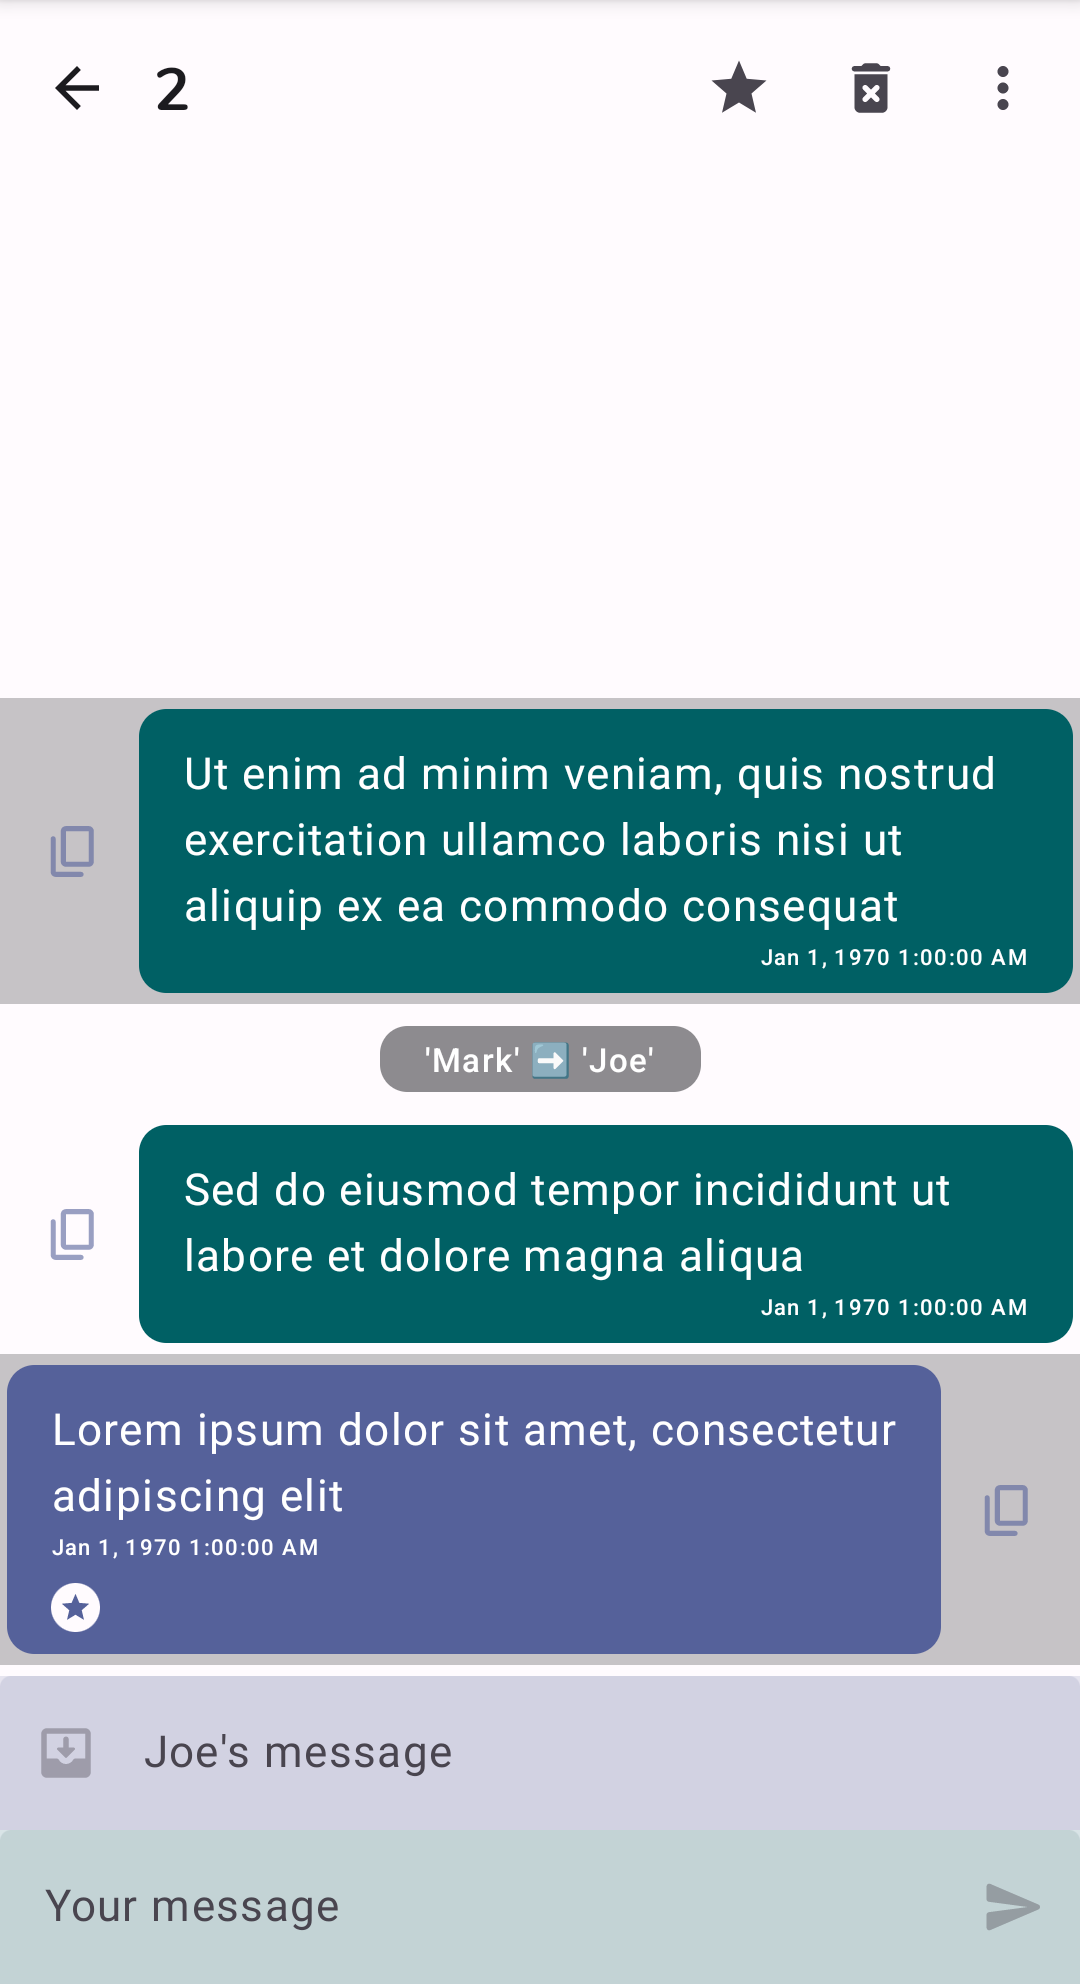 2
Ut enim ad minim veniam, quis nostrud
exercitation ullamco laboris nisi ut
aliquip ex ea commodo consequat
Jan 1, 1970 1:00:00 AM
'Mark' ➡️ 'Joe'
Sed do eiusmod tempor incididunt ut
labore et dolore magna aliqua
Jan 1, 1970 1:00:00 AM
Lorem ipsum dolor sit amet, consectetur
adipiscing elit
Jan 1, 1970 1:00:00 AM
Joe's message
Your message